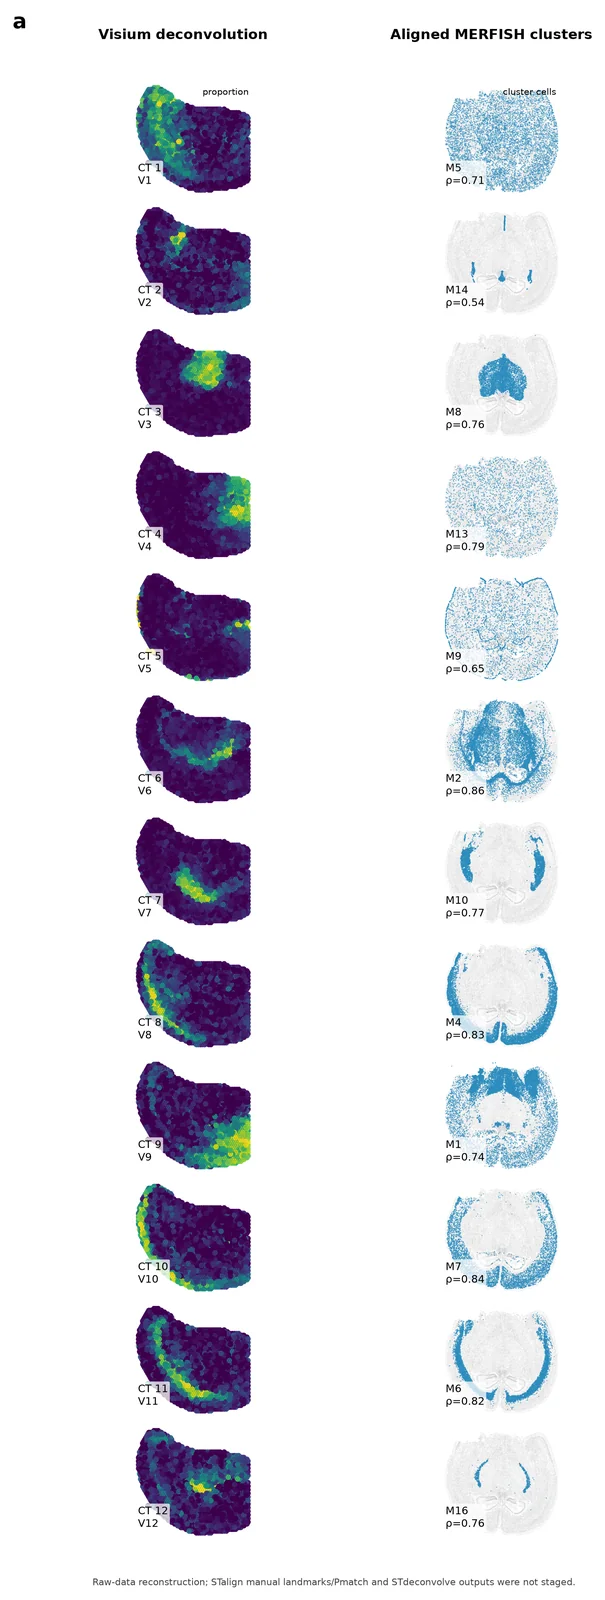 a
Visium deconvolution
Aligned MERFISH clusters
proportion
cluster cells
CT 1
V1
M5
ρ=0.71
CT 2
V2
M14
ρ=0.54
CT 3
V3
M8
ρ=0.76
CT 4
V4
M13
ρ=0.79
CT 5
V5
M9
ρ=0.65
CT 6
V6
M2
ρ=0.86
CT 7
V7
M10
ρ=0.77
CT 8
V8
M4
ρ=0.83
CT 9
V9
M1
ρ=0.74
CT 10
V10
M7
ρ=0.84
CT 11
V11
M6
ρ=0.82
CT 12
V12
M16
ρ=0.76
Raw-data reconstruction; STalign manual landmarks/Pmatch and STdeconvolve outputs were not staged.